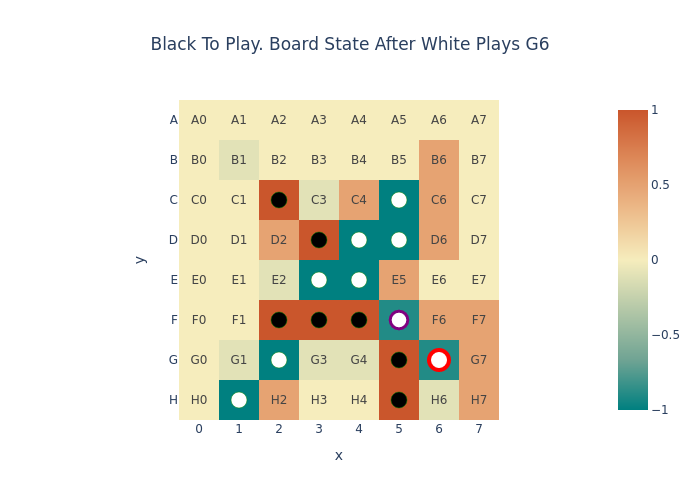 Black To Play. Board State After White Plays G6
A A0 A1 A2 A3 A4 A5 A6 A7
B B0 B1 B2 B3 B4 B5 B6 B7
C C0 C1 C3 C4 C6 C7
D D0 D1 D2 D6 D7
E E0 E1 E2 E5 E6 E7
F F0 F1 F6 F7
G G0 G1 G3 G4 G7
H H0 H2 H3 H4 H6 H7
0 1 2 3 4 5 6 7
x
y
1
0.5
0
−0.5
−1